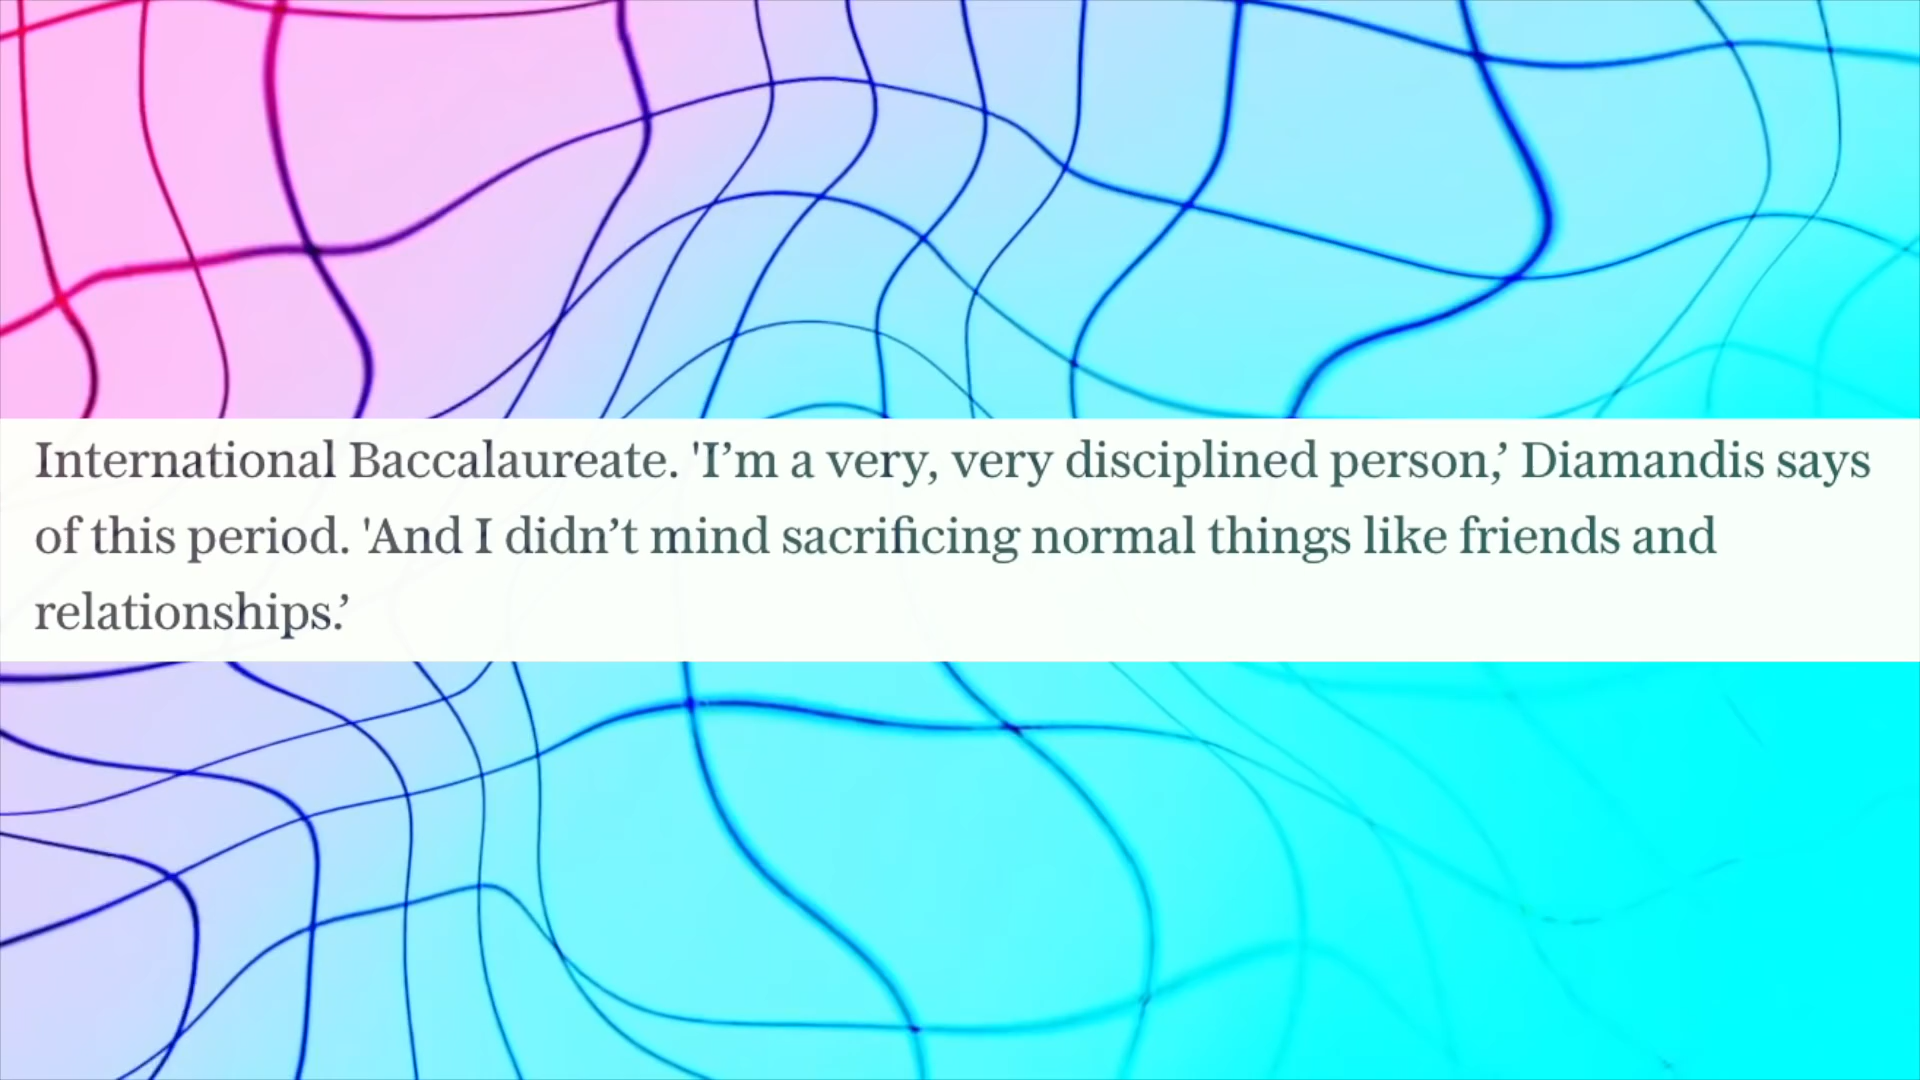 International Baccalaureate. 'I’m a very, very disciplined person,’ Diamandis says
of this period. 'And I didn’t mind sacrificing normal things like friends and
relationships.’